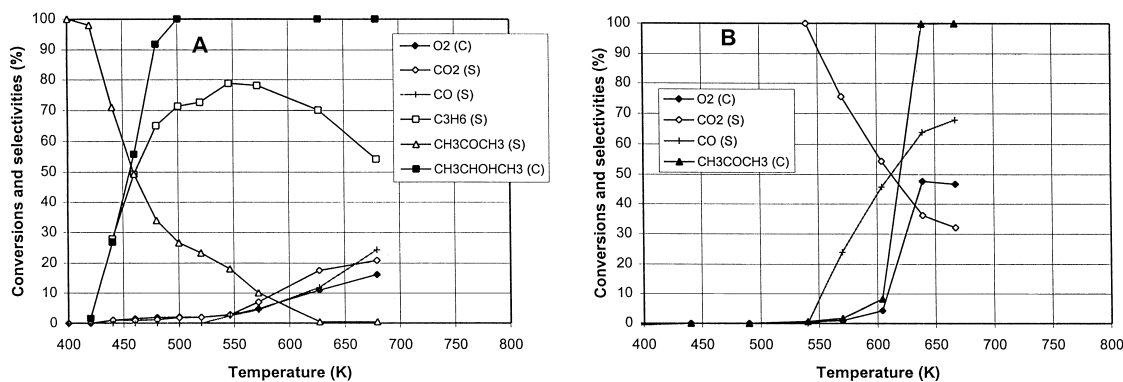 A
Conversions and selectivities (%)
100
90
80
70
60
50
40
30
20
10
0
O2 (C)
CO2 (S)
CO (S)
C3H6 (S)
CH3COCH3 (S)
CH3CHOHCH3 (C)
400 450 500 550 600 650 700 750 800
Temperature (K)
B
Conversions and selectivities (%)
100
90
80
70
60
50
40
30
20
10
0
O2 (C)
CO2 (S)
CO (S)
CH3COCH3 (C)
400 450 500 550 600 650 700 750 800
Temperature (K)